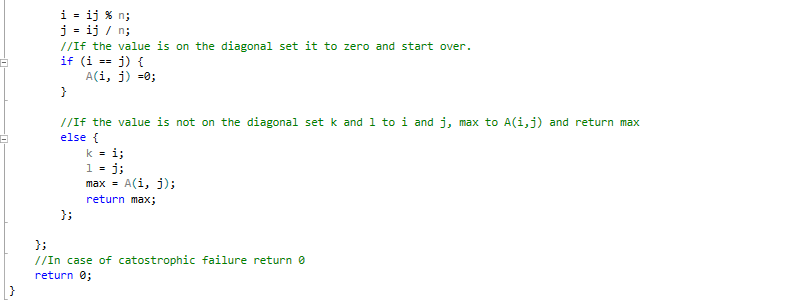 i = ij % n;
j = ij / n;
//If the value is on the diagonal set it to zero and start over.
if (i == j) {
A(i, j) =0;
}
//If the value is not on the diagonal set k and l to i and j, max to A(i,j) and return max
else {
k = i;
l = j;
max = A(i, j);
return max;
};
};
//In case of catostrophic failure return 0
return 0;
}